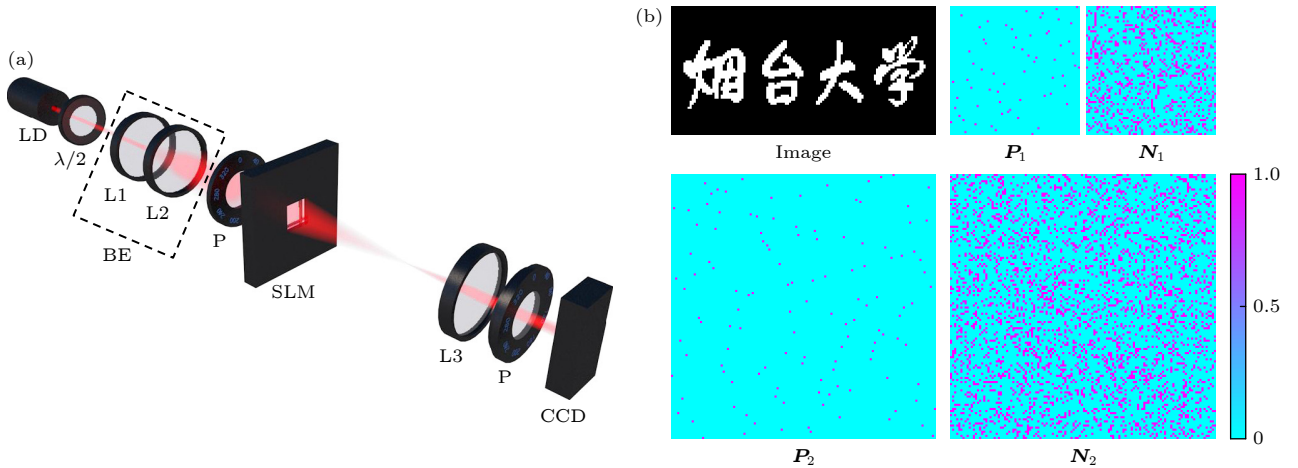 (a)
LD
λ/2
L1
L2
BE
P
SLM
L3
P
CCD
(b)
烟台大学
Image
P1
N1
P2
N2
1.0
0.5
0